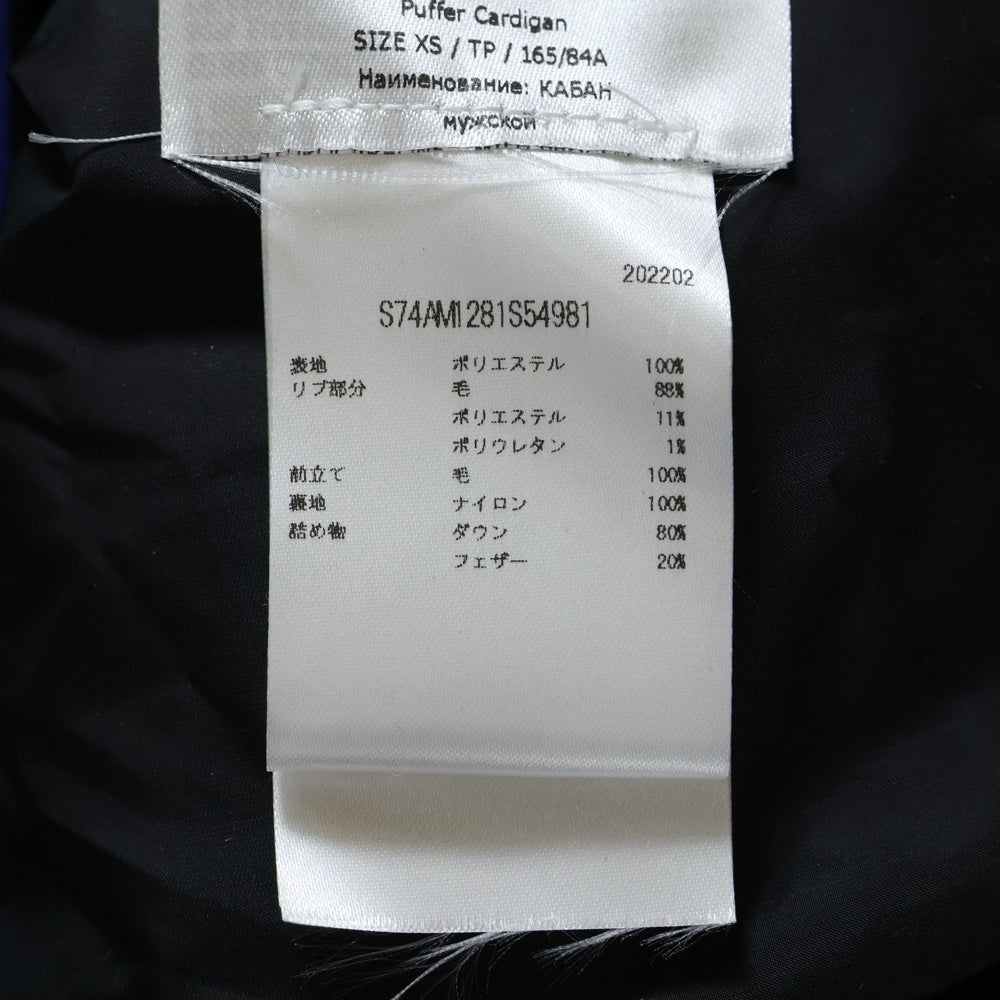 Puffer Cardigan
SIZE XS / TP / 165/84A
Наименование: КАБАН
мужской
202202
S74AM1281S54981
表地 ポリエステル 100%
リブ部分 毛 88%
ポリエステル 11%
ポリウレタン 1%
前立て 毛 100%
裏地 ナイロン 100%
詰め物 ダウン 80%
フェザー 20%